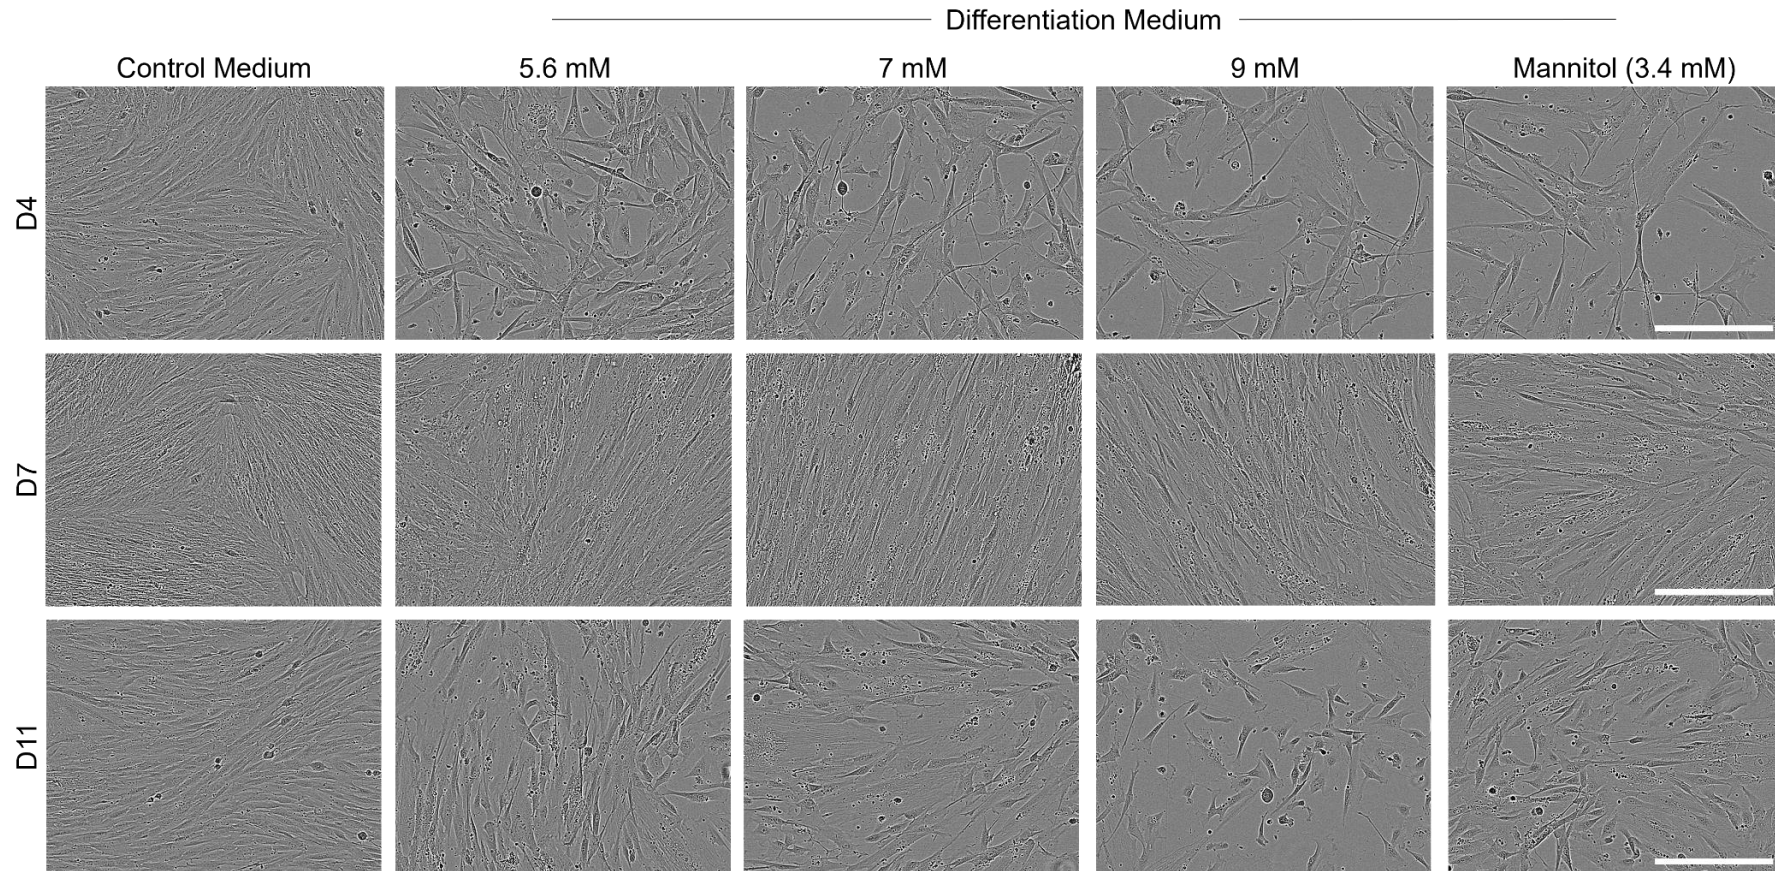 Differentiation Medium
Control Medium 5.6 mM 7 mM 9 mM Mannitol (3.4 mM)
D4
D7
D11